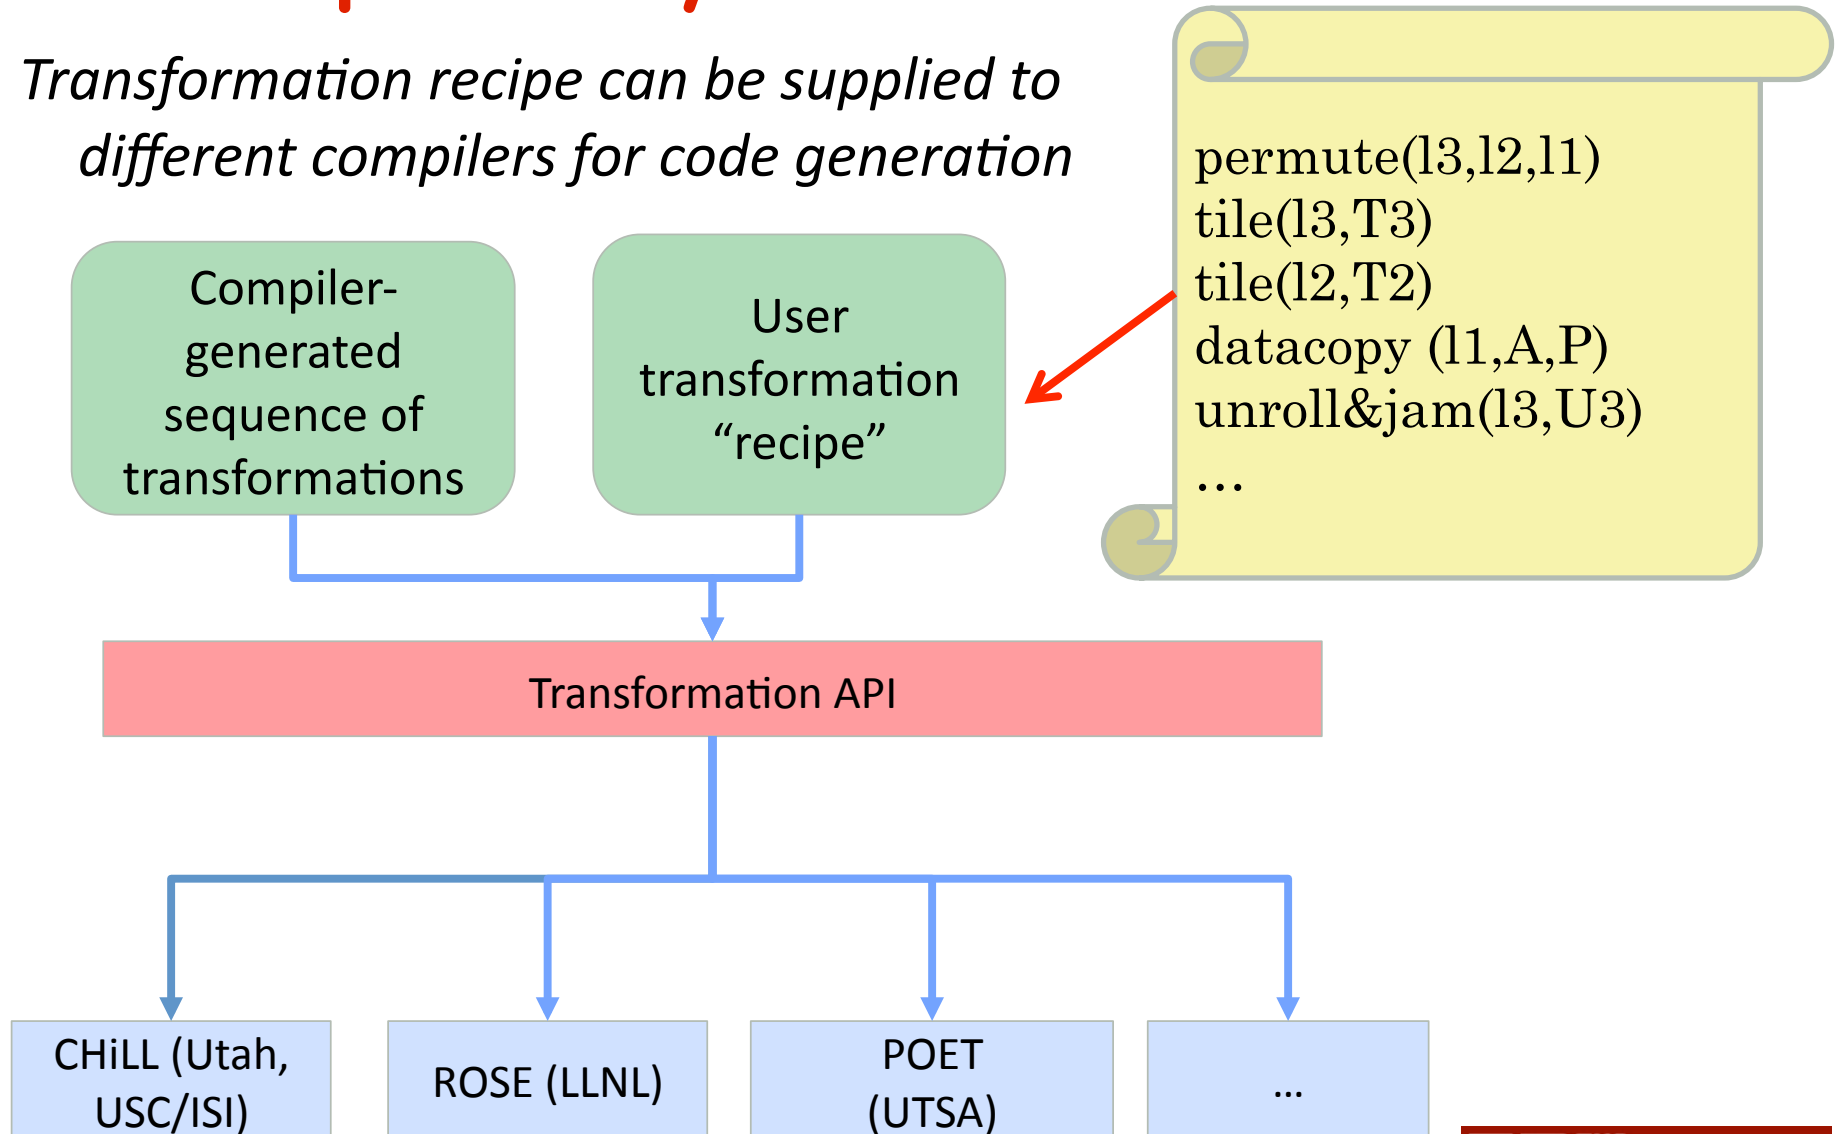 Transformation recipe can be supplied to
different compilers for code generation
permute(l3,l2,l1)
tile(l3,T3)
tile(l2,T2)
datacopy (l1,A,P)
unroll&jam(l3,U3)
…
Compiler-
generated
sequence of
transformations
User
transformation
“recipe”
Transformation API
CHiLL (Utah,
USC/ISI)
ROSE (LLNL)
POET
(UTSA)
…